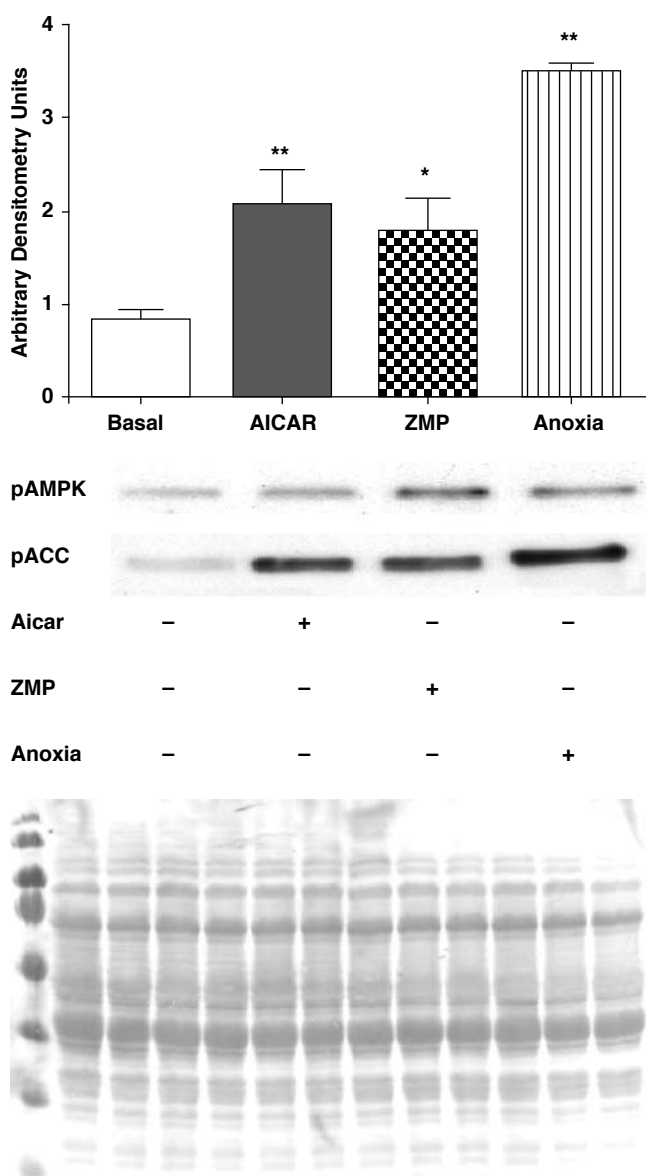 Arbitrary Densitometry Units
4
3
2
1
0
**
*
**
Basal AICAR ZMP Anoxia
pAMPK
pACC
Aicar – + – –
ZMP – – + –
Anoxia – – – +